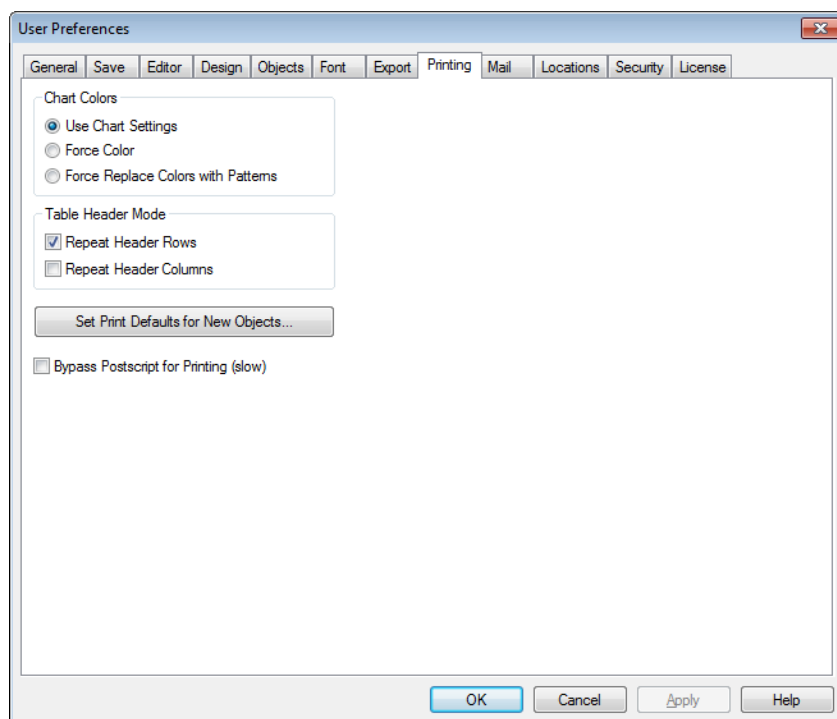 User Preferences
General Save Editor Design Objects Font Export Printing Mail Locations Security License
Chart Colors
Use Chart Settings
Force Color
Force Replace Colors with Patterns
Table Header Mode
Repeat Header Rows
Repeat Header Columns
Set Print Defaults for New Objects...
Bypass Postscript for Printing (slow)
OK Cancel Apply Help